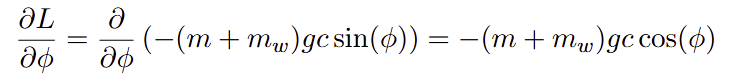 ∂L/∂ϕ = ∂/∂ϕ (−(m + m_w)gc sin(ϕ)) = −(m + m_w)gc cos(ϕ)